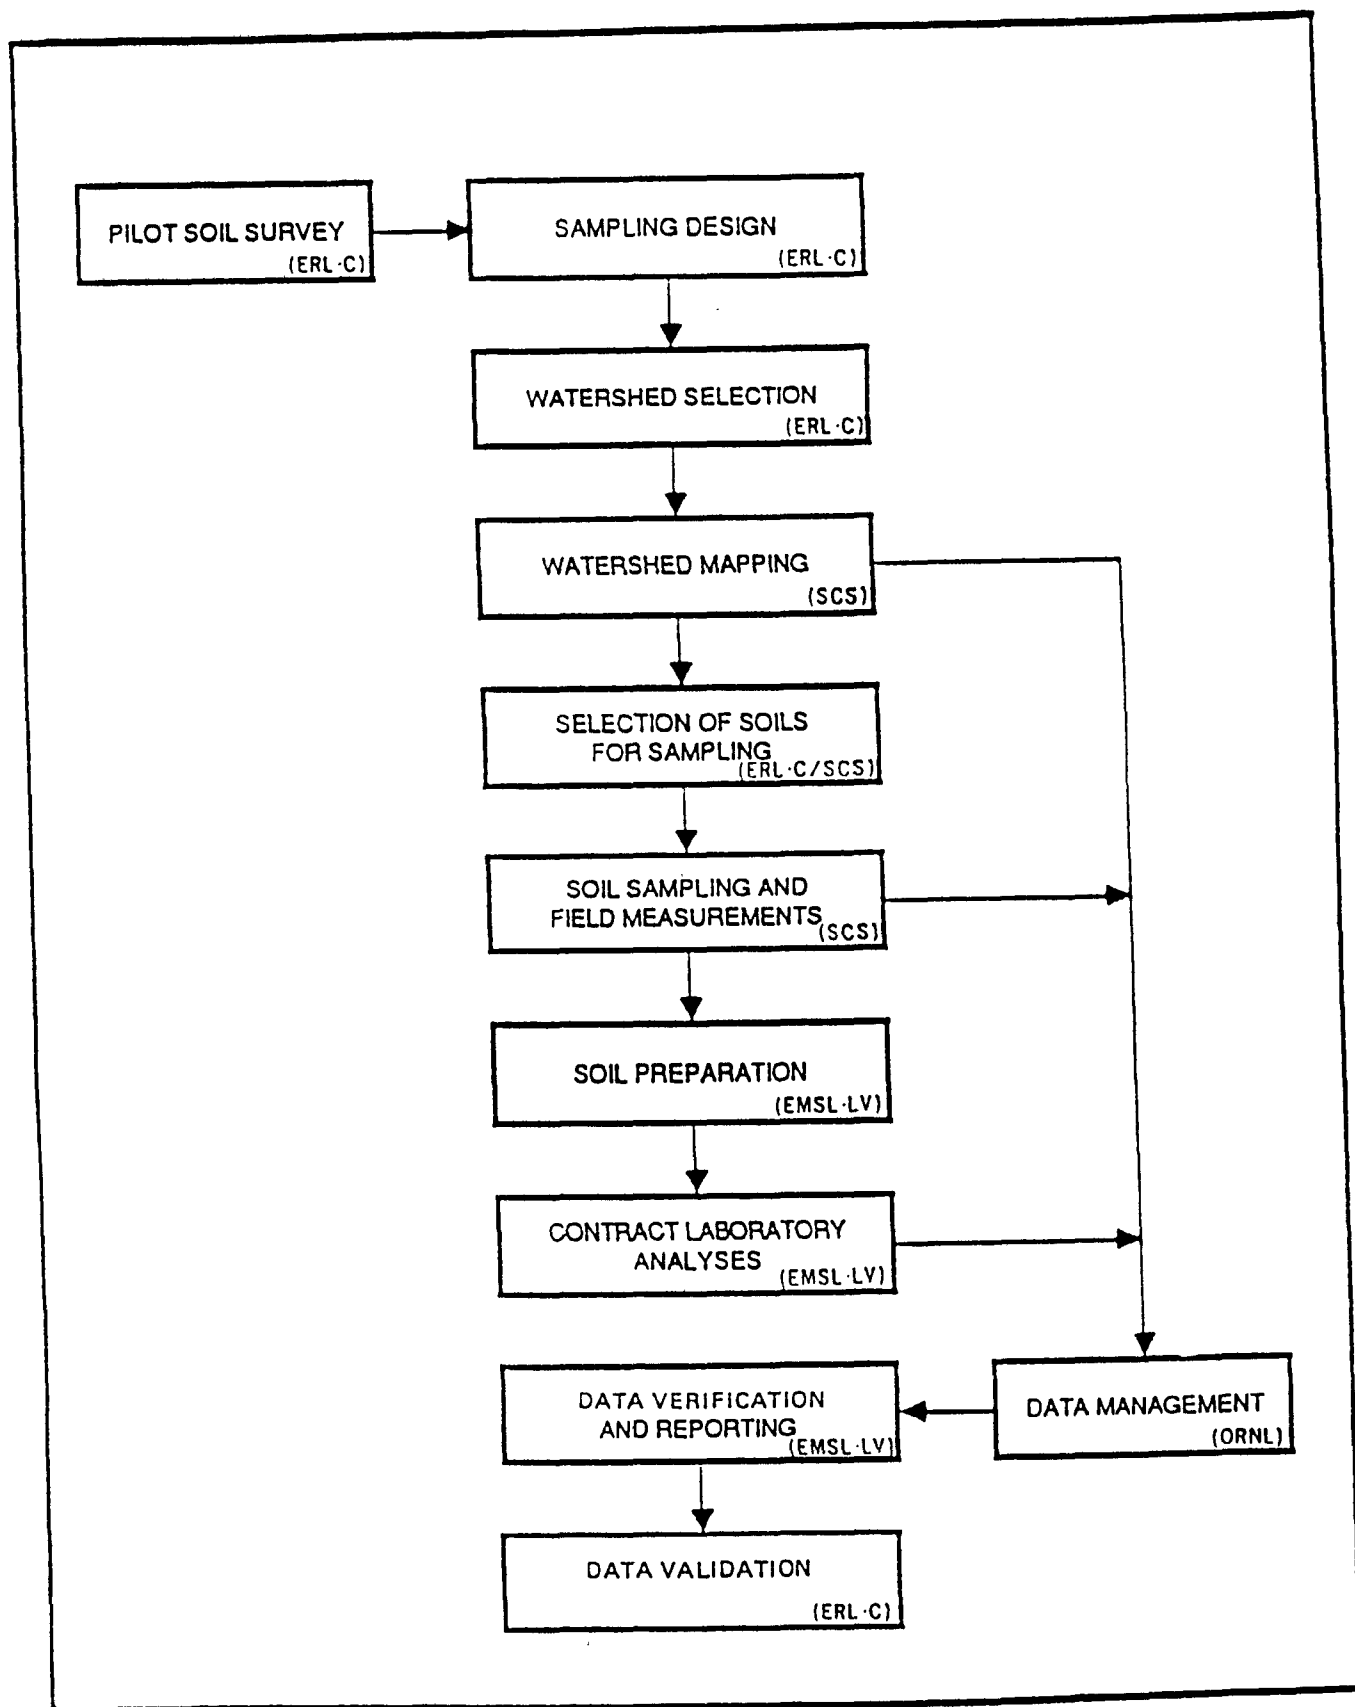 PILOT SOIL SURVEY
(ERL-C)
SAMPLING DESIGN
(ERL-C)
WATERSHED SELECTION
(ERL-C)
WATERSHED MAPPING
(SCS)
SELECTION OF SOILS
FOR SAMPLING
(ERL-C/SCS)
SOIL SAMPLING AND
FIELD MEASUREMENTS
(SCS)
SOIL PREPARATION
(EMSL-LV)
CONTRACT LABORATORY
ANALYSES
(EMSL-LV)
DATA VERIFICATION
AND REPORTING
(EMSL-LV)
DATA MANAGEMENT
(ORNL)
DATA VALIDATION
(ERL-C)